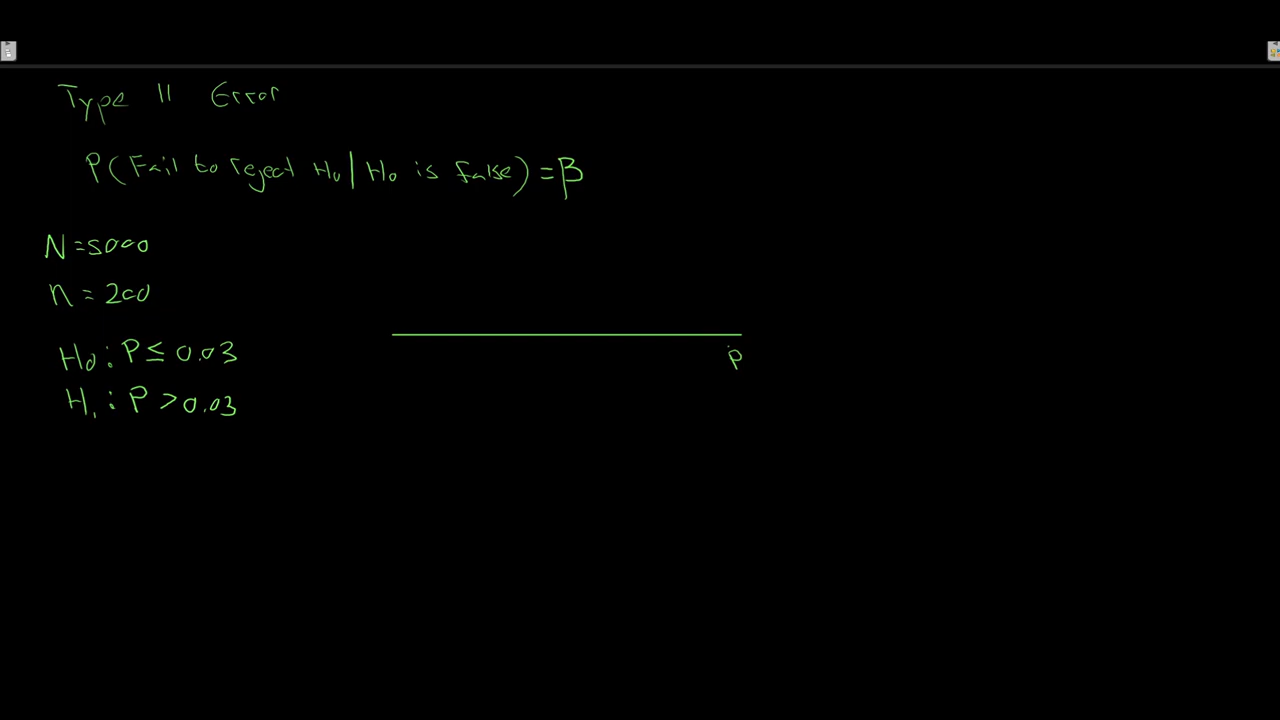 Type II Error
P(Fail to reject H0 | H0 is false) = β
N = 5000
n = 200
H0 : P ≤ 0.03
H1 : P > 0.03
p